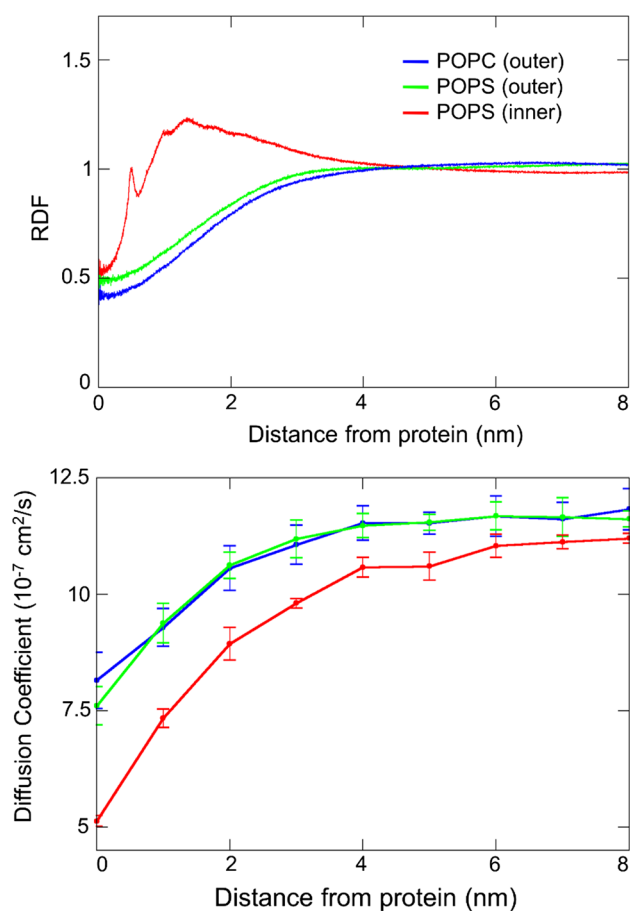 1.5
POPC (outer)
POPS (outer)
POPS (inner)
1
RDF
0.5
0
0 2 4 6 8
Distance from protein (nm)
12.5
10
Diffusion Coefficient (10⁻⁷ cm²/s)
7.5
5
0 2 4 6 8
Distance from protein (nm)